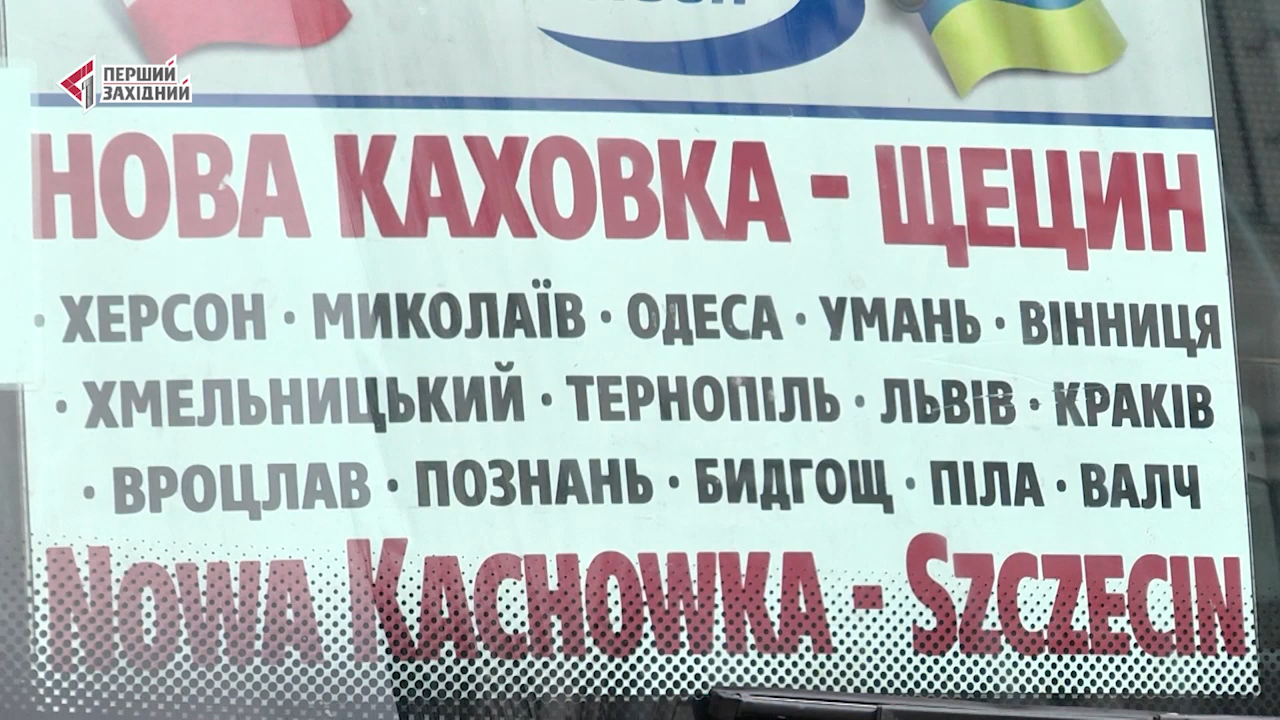 ПЕРШИЙ
ЗАХІДНИЙ
НОВА КАХОВКА - ЩЕЦИН
· ХЕРСОН · МИКОЛАЇВ · ОДЕСА · УМАНЬ · ВІННИЦЯ
· ХМЕЛЬНИЦЬКИЙ · ТЕРНОПІЛЬ · ЛЬВІВ · КРАКІВ
· ВРОЦЛАВ · ПОЗНАНЬ · БИДГОЩ · ПІЛА · ВАЛЧ
NOWA KACHOWKA - SZCZECIN